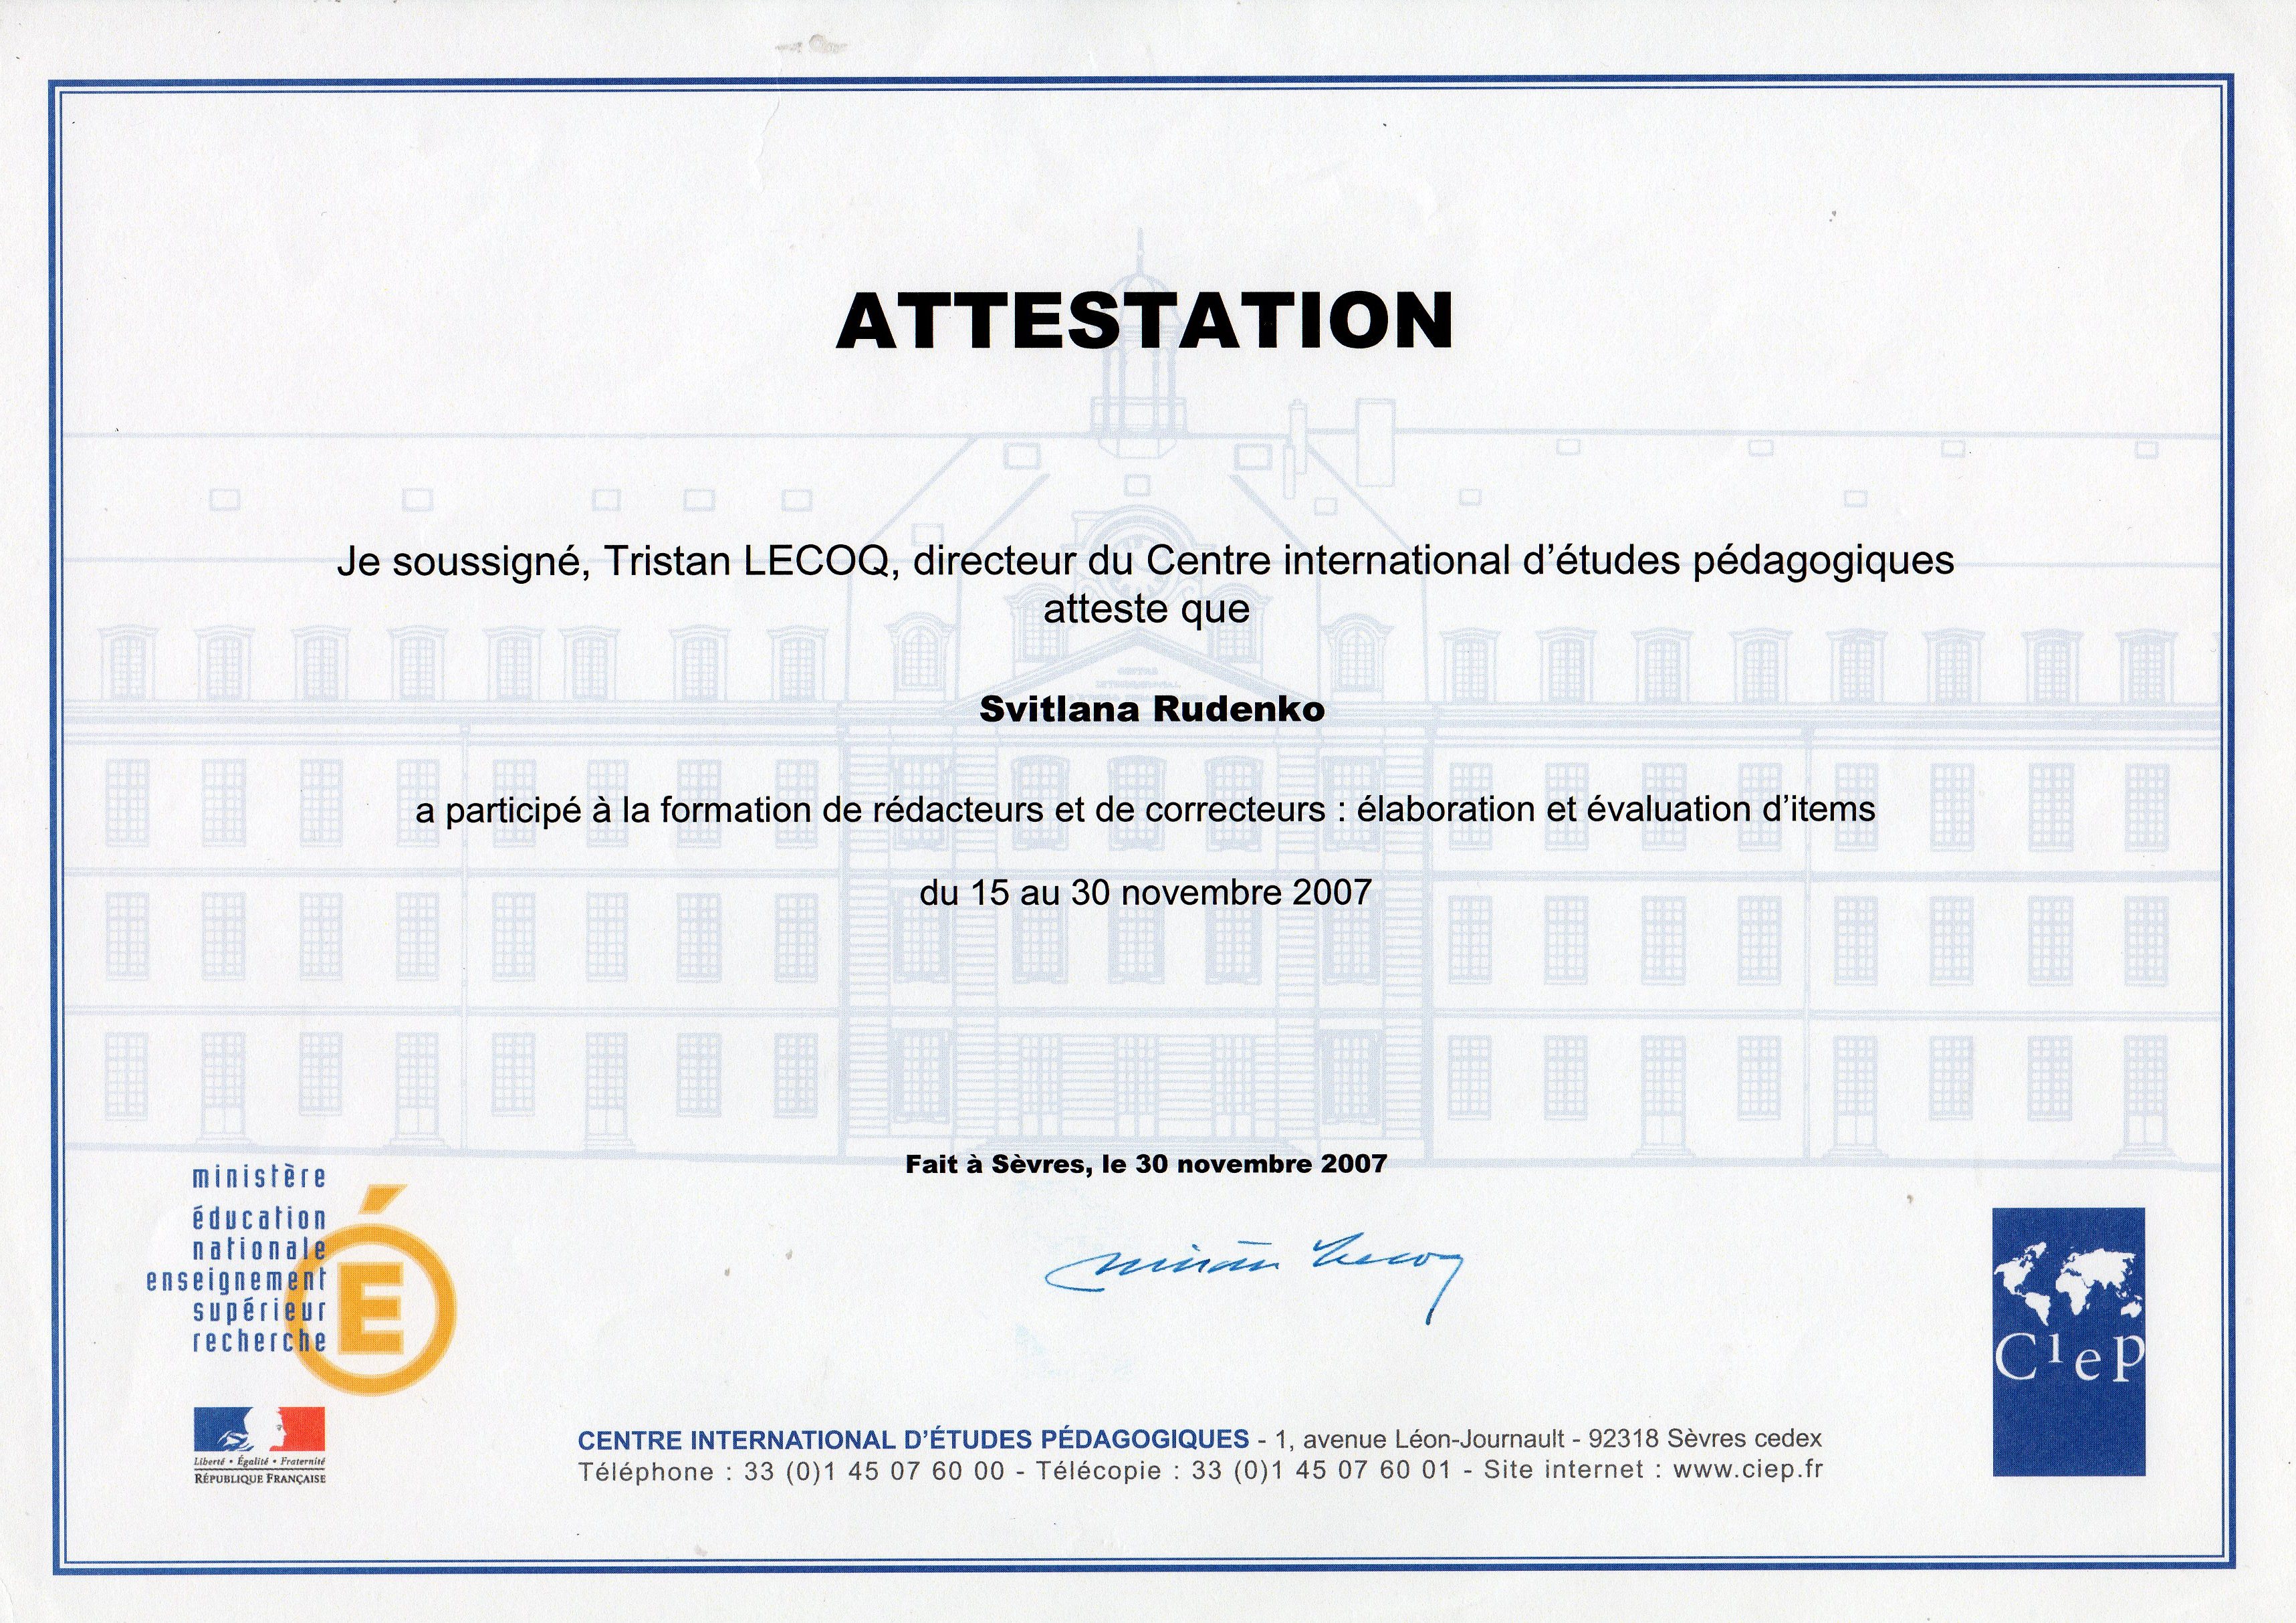 ATTESTATION
Je soussigné, Tristan LECOQ, directeur du Centre international d’études pédagogiques
atteste que
Svitlana Rudenko
a participé à la formation de rédacteurs et de correcteurs : élaboration et évaluation d’items
du 15 au 30 novembre 2007
Fait à Sèvres, le 30 novembre 2007
ministère
éducation
nationale
enseignement
supérieur
recherche
É
Liberté • Égalité • Fraternité
RÉPUBLIQUE FRANÇAISE
CENTRE INTERNATIONAL D’ÉTUDES PÉDAGOGIQUES - 1, avenue Léon-Journault - 92318 Sèvres cedex
Téléphone : 33 (0)1 45 07 60 00 - Télécopie : 33 (0)1 45 07 60 01 - Site internet : www.ciep.fr
Ciep